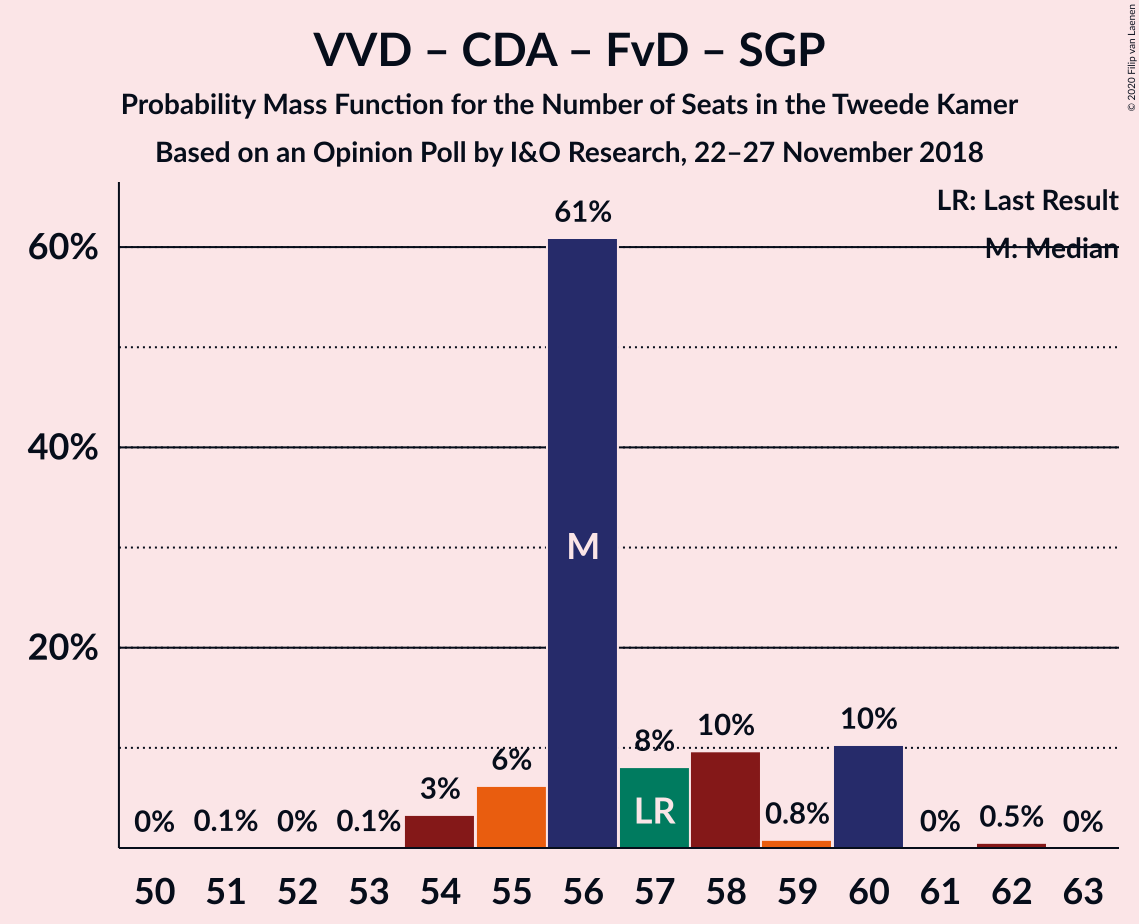 VVD – CDA – FvD – SGP
Probability Mass Function for the Number of Seats in the Tweede Kamer
Based on an Opinion Poll by I&O Research, 22–27 November 2018
© 2020 Filip van Laenen
LR: Last Result
M: Median
60%
40%
20%
0% 0.1% 0% 0.1% 3% 6% 61% 8% 10% 0.8% 10% 0% 0.5% 0%
M
LR
50 51 52 53 54 55 56 57 58 59 60 61 62 63